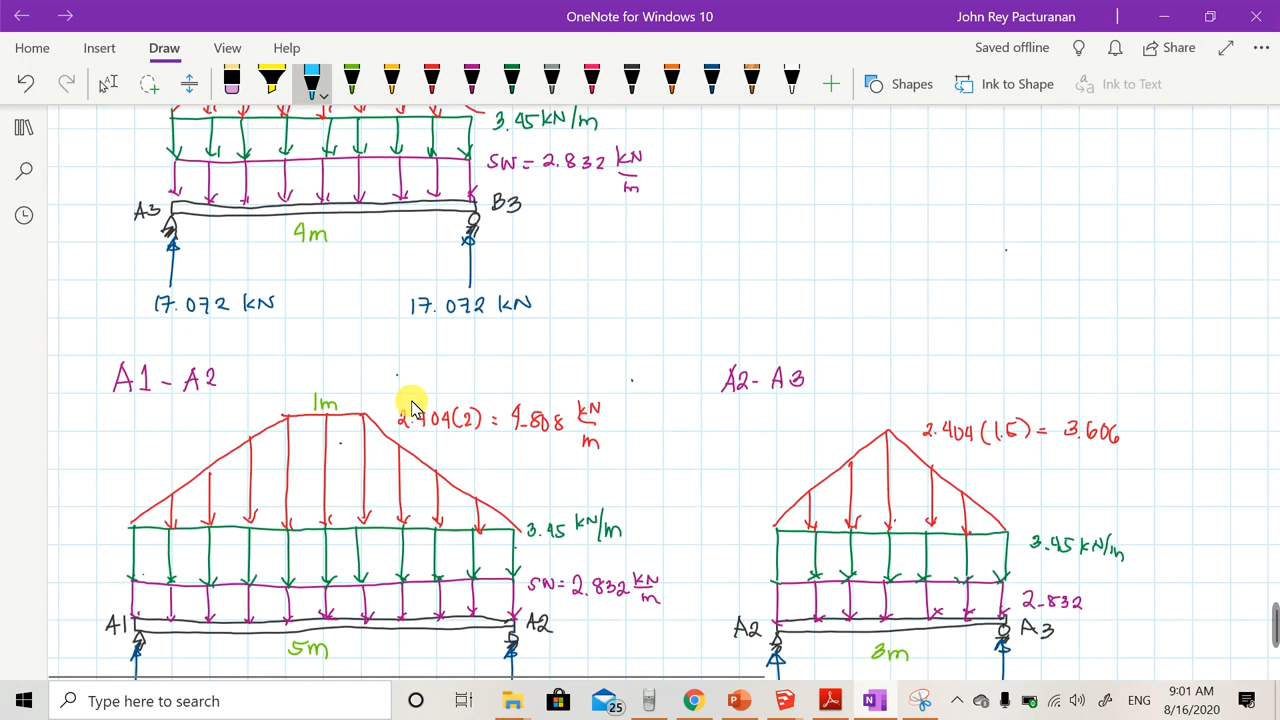 OneNote for Windows 10
John Rey Pacturanan
Home Insert Draw View Help
Saved offline
Share
Shapes
Ink to Shape
Ink to Text
3.45 kN/m
SW = 2.832 kN/m
A3
B3
4m
17.072 kN
17.072 kN
A1 - A2
1m
2.404(2) = 4.808 kN/m
3.45 kN/m
SW = 2.832 kN/m
A1
A2
5m
A2 - A3
2.404(1.5) = 3.606
3.45 kN/m
2.832
A2
A3
3m
Type here to search
25
ENG
9:01 AM
8/16/2020